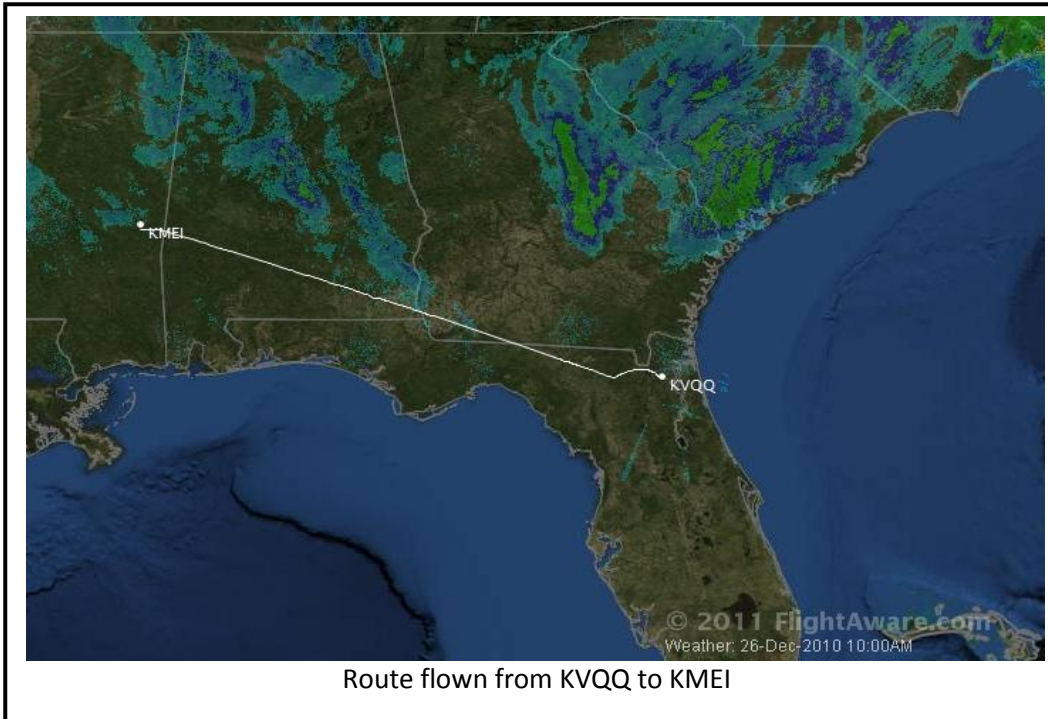 KMEI
KVQQ
© 2011 FlightAware.com
Weather: 26-Dec-2010 10:00AM
Route flown from KVQQ to KMEI